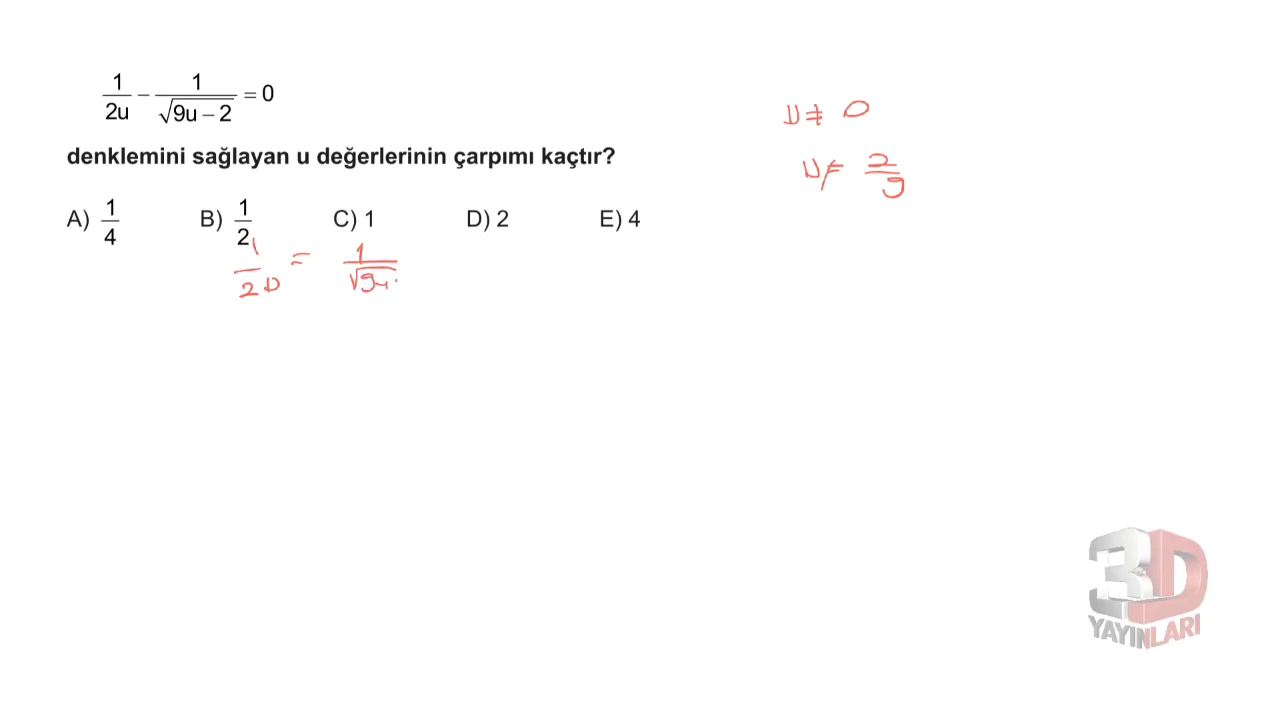 1/2u − 1/√(9u − 2) = 0
denklemini sağlayan u değerlerinin çarpımı kaçtır?
A) 1/4 B) 1/2 C) 1 D) 2 E) 4
1/2u = 1/√9u
u ≠ 0
u ≠ 2/9
3D
YAYINLARI